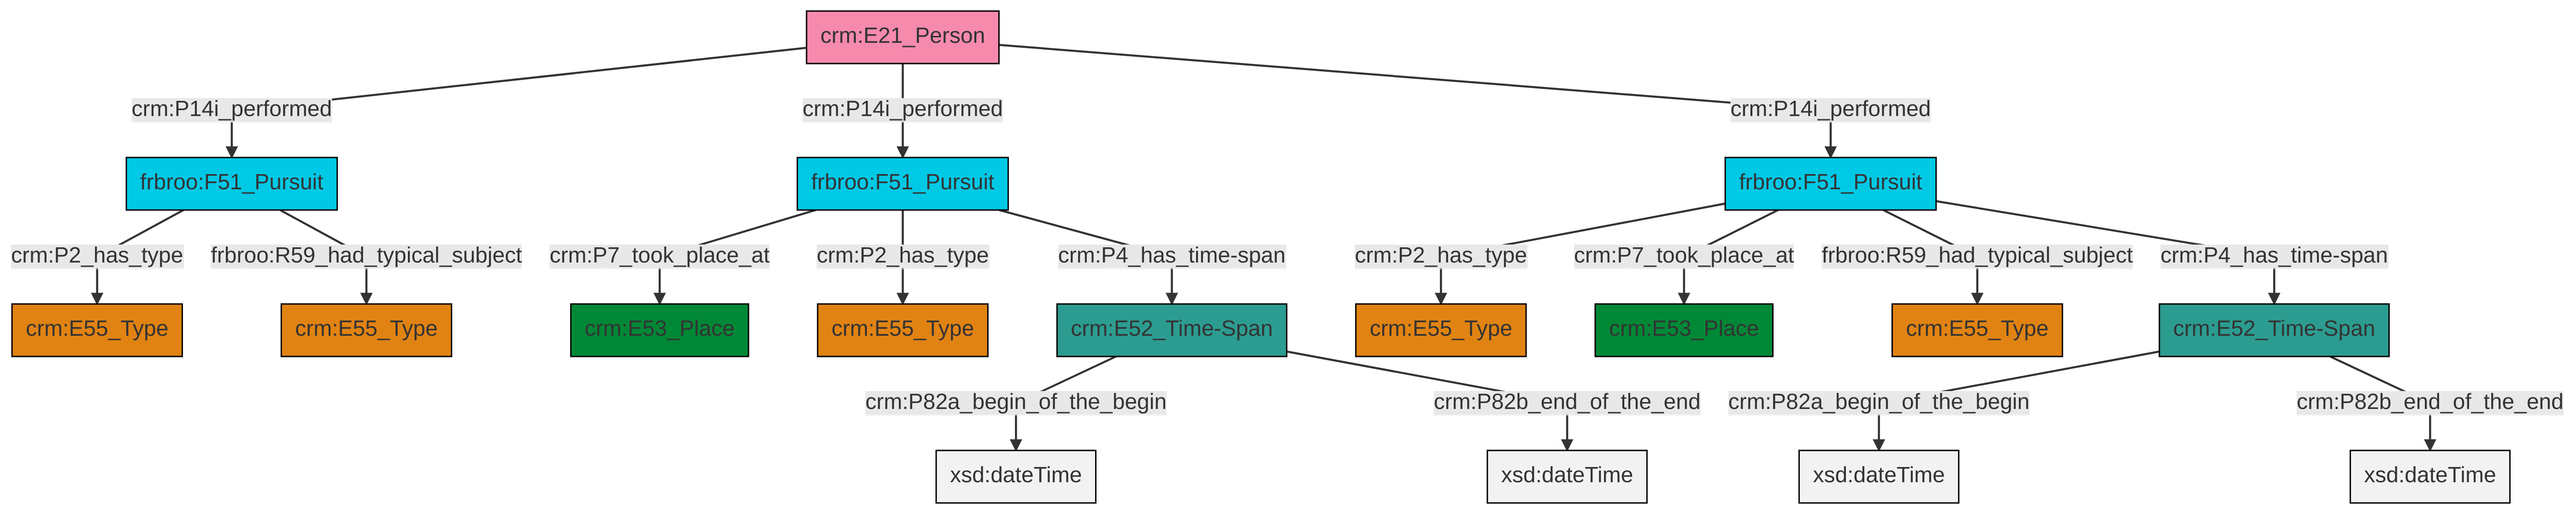 crm:E21_Person
crm:P14i_performed
crm:P14i_performed
crm:P14i_performed
frbroo:F51_Pursuit
frbroo:F51_Pursuit
frbroo:F51_Pursuit
crm:P2_has_type
frbroo:R59_had_typical_subject
crm:P7_took_place_at
crm:P2_has_type
crm:P4_has_time-span
crm:P2_has_type
crm:P7_took_place_at
frbroo:R59_had_typical_subject
crm:P4_has_time-span
crm:E55_Type
crm:E55_Type
crm:E53_Place
crm:E55_Type
crm:E52_Time-Span
crm:E55_Type
crm:E53_Place
crm:E55_Type
crm:E52_Time-Span
crm:P82a_begin_of_the_begin
crm:P82b_end_of_the_end
crm:P82a_begin_of_the_begin
crm:P82b_end_of_the_end
xsd:dateTime
xsd:dateTime
xsd:dateTime
xsd:dateTime